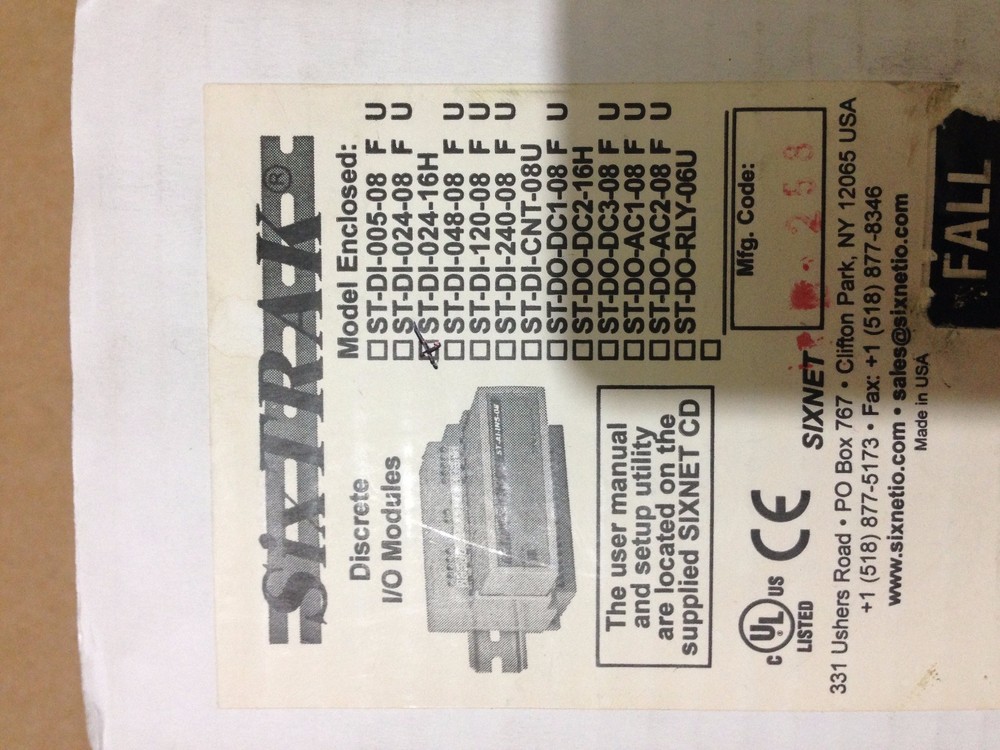 SIXTRAK®
Discrete
I/O Modules
ST-AI-INS-08
Model Enclosed:
ST-DI-005-08 F U
ST-DI-024-08 F U
ST-DI-024-16H
ST-DI-048-08 F U
ST-DI-120-08 F U
ST-DI-240-08 F U
ST-DI-CNT-08U
ST-DO-DC1-08 F U
ST-DO-DC2-16H
ST-DO-DC3-08 F U
ST-DO-AC1-08 F U
ST-DO-AC2-08 F U
ST-DO-RLY-06U
The user manual
and setup utility
are located on the
supplied SIXNET CD
Mfg. Code:
253
C UL US
LISTED
CE
SIXNET
331 Ushers Road • PO Box 767 • Clifton Park, NY 12065 USA
+1 (518) 877-5173 • Fax: +1 (518) 877-8346
www.sixnetio.com • sales@sixnetio.com
Made in USA
FALL